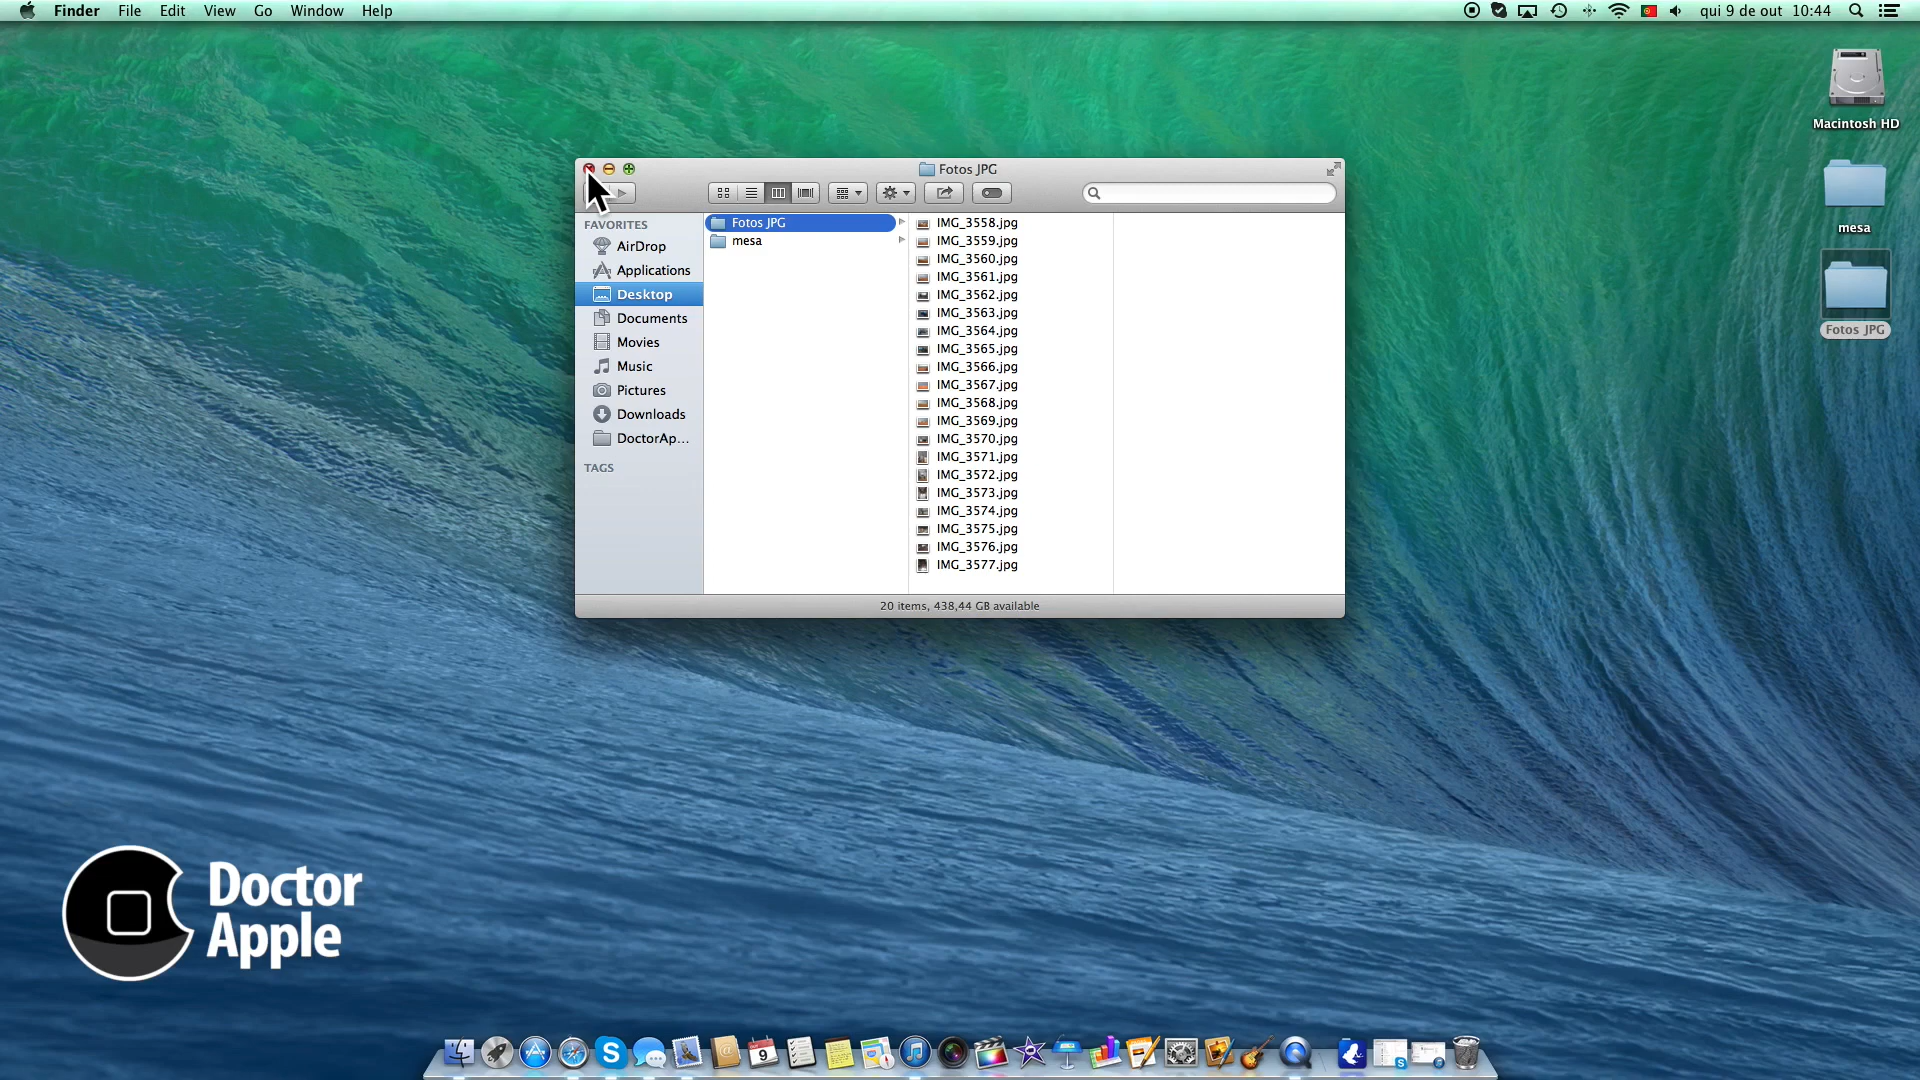 Finder File Edit View Go Window Help
qui 9 de out 10:44
Macintosh HD
mesa
Fotos JPG
Fotos JPG
FAVORITES
AirDrop
Applications
Desktop
Documents
Movies
Music
Pictures
Downloads
DoctorAp...
TAGS
Fotos JPG
mesa
IMG_3558.jpg
IMG_3559.jpg
IMG_3560.jpg
IMG_3561.jpg
IMG_3562.jpg
IMG_3563.jpg
IMG_3564.jpg
IMG_3565.jpg
IMG_3566.jpg
IMG_3567.jpg
IMG_3568.jpg
IMG_3569.jpg
IMG_3570.jpg
IMG_3571.jpg
IMG_3572.jpg
IMG_3573.jpg
IMG_3574.jpg
IMG_3575.jpg
IMG_3576.jpg
IMG_3577.jpg
20 items, 438,44 GB available
Doctor
Apple
9